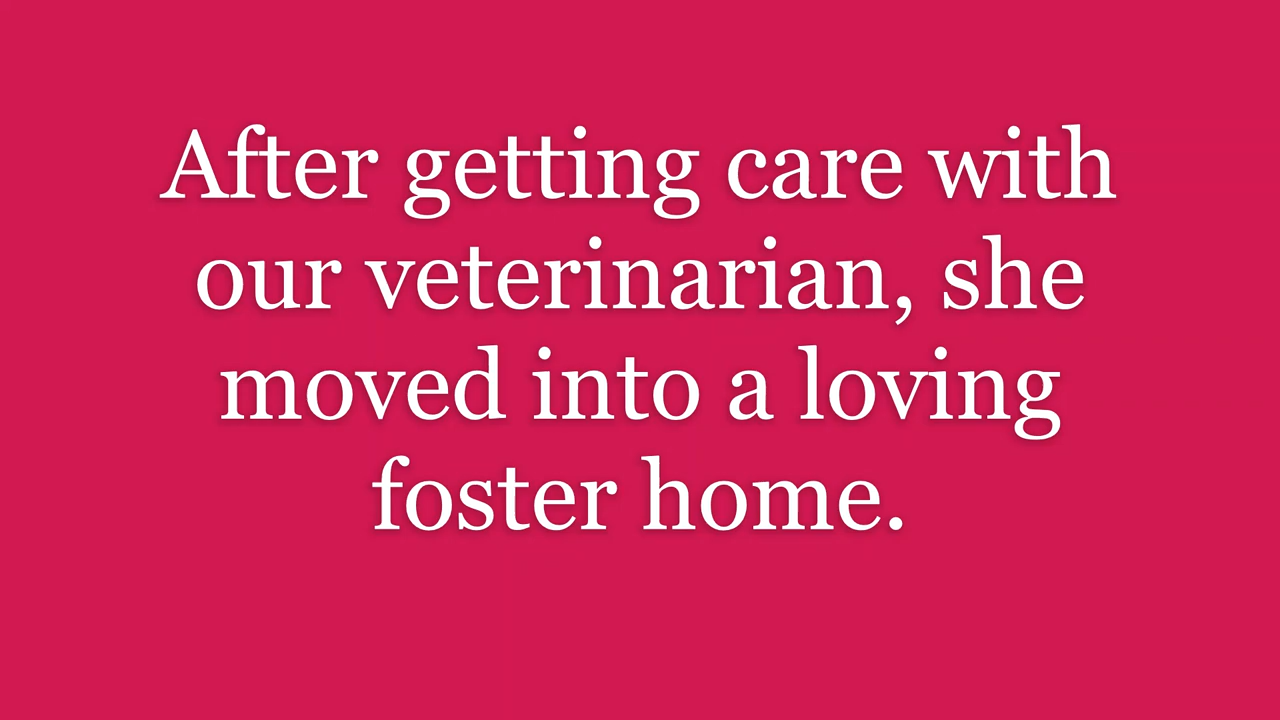 After getting care with
our veterinarian, she
moved into a loving
foster home.